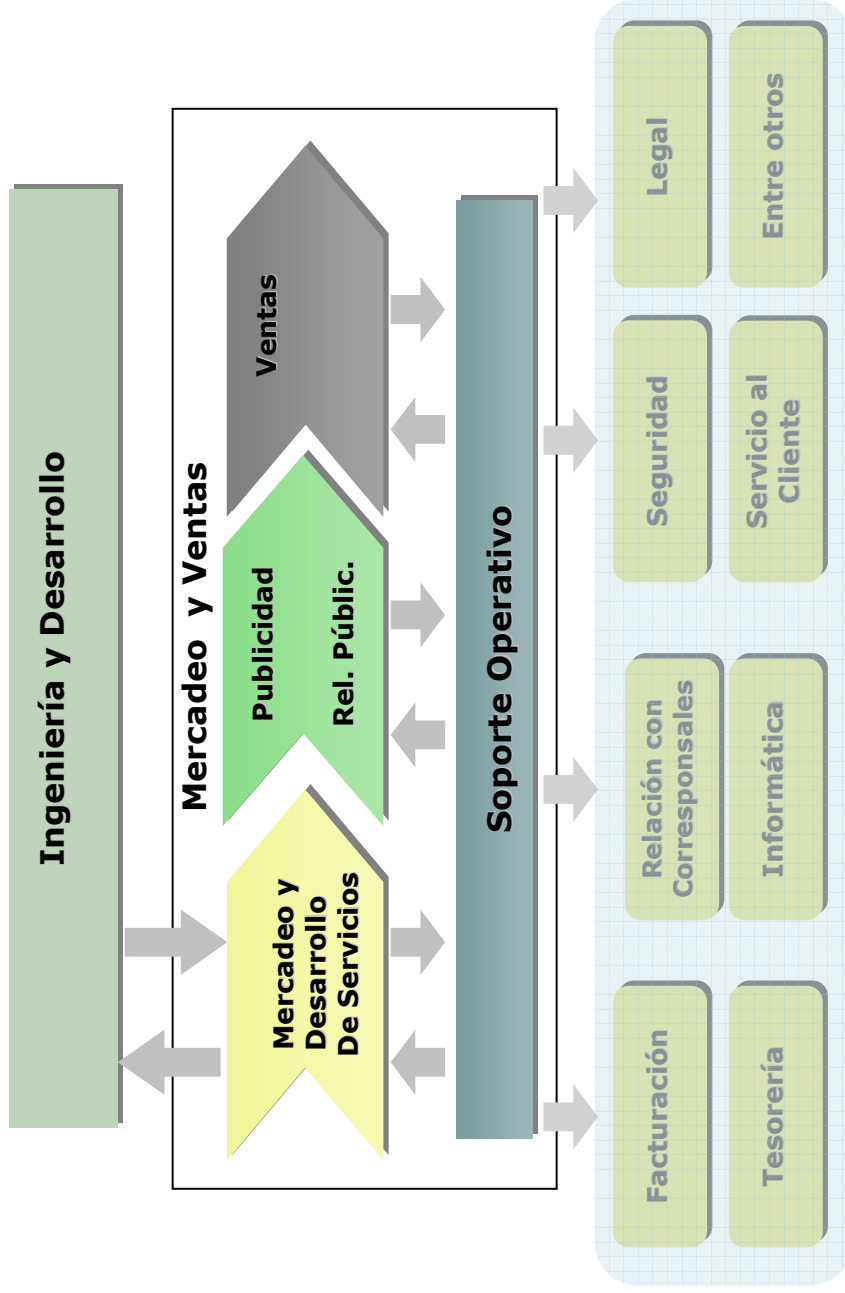 Ingeniería y Desarrollo
Mercadeo y Ventas
Mercadeo y
Desarrollo
De Servicios
Publicidad
Rel. Públic.
Ventas
Soporte Operativo
Facturación
Relación con
Corresponsales
Seguridad
Legal
Tesorería
Informática
Servicio al
Cliente
Entre otros